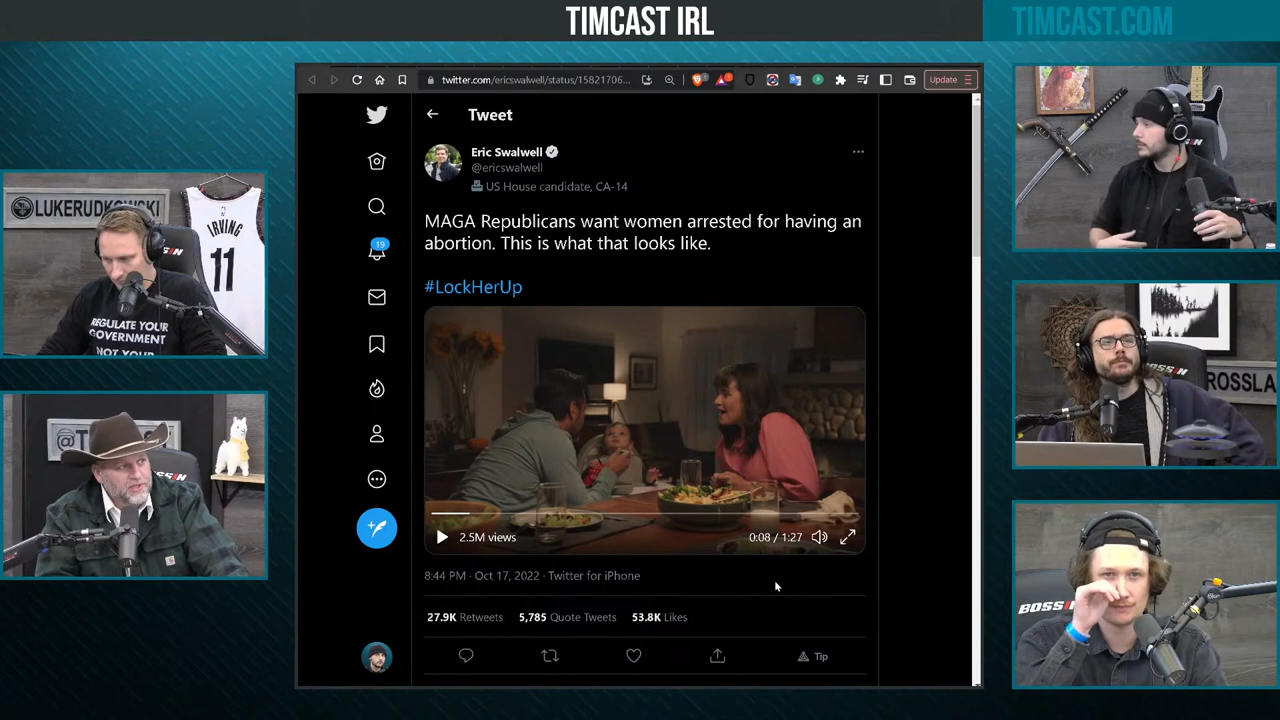 TIMCAST IRL
TIMCAST.COM
twitter.com/ericswalwell/status/15821706...
Update
Tweet
Eric Swalwell
@ericswalwell
US House candidate, CA-14
MAGA Republicans want women arrested for having an
abortion. This is what that looks like.
#LockHerUp
19
2.5M views
0:08 / 1:27
8:44 PM · Oct 17, 2022 · Twitter for iPhone
27.9K Retweets 5,785 Quote Tweets 53.8K Likes
Tip
LUKERUDKOWSKI
IRVING
11
REGULATE YOUR
GOVERNMENT
NOT YOUR
@T
ROSSLA
BOSS